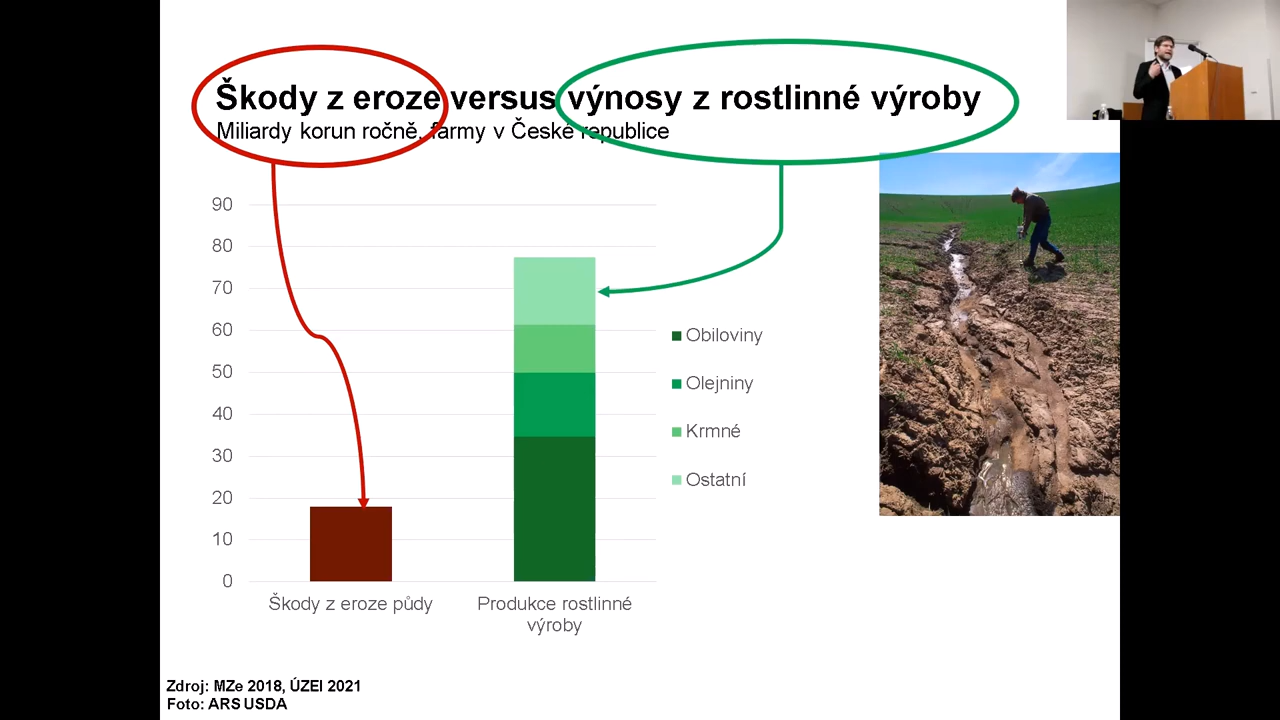 Škody z eroze versus výnosy z rostlinné výroby
Miliardy korun ročně, farmy v České republice
90
80
70
60
50
40
30
20
10
0
Obiloviny
Olejniny
Krmné
Ostatní
Škody z eroze půdy
Produkce rostlinné
výroby
Zdroj: MZe 2018, ÚZEI 2021
Foto: ARS USDA